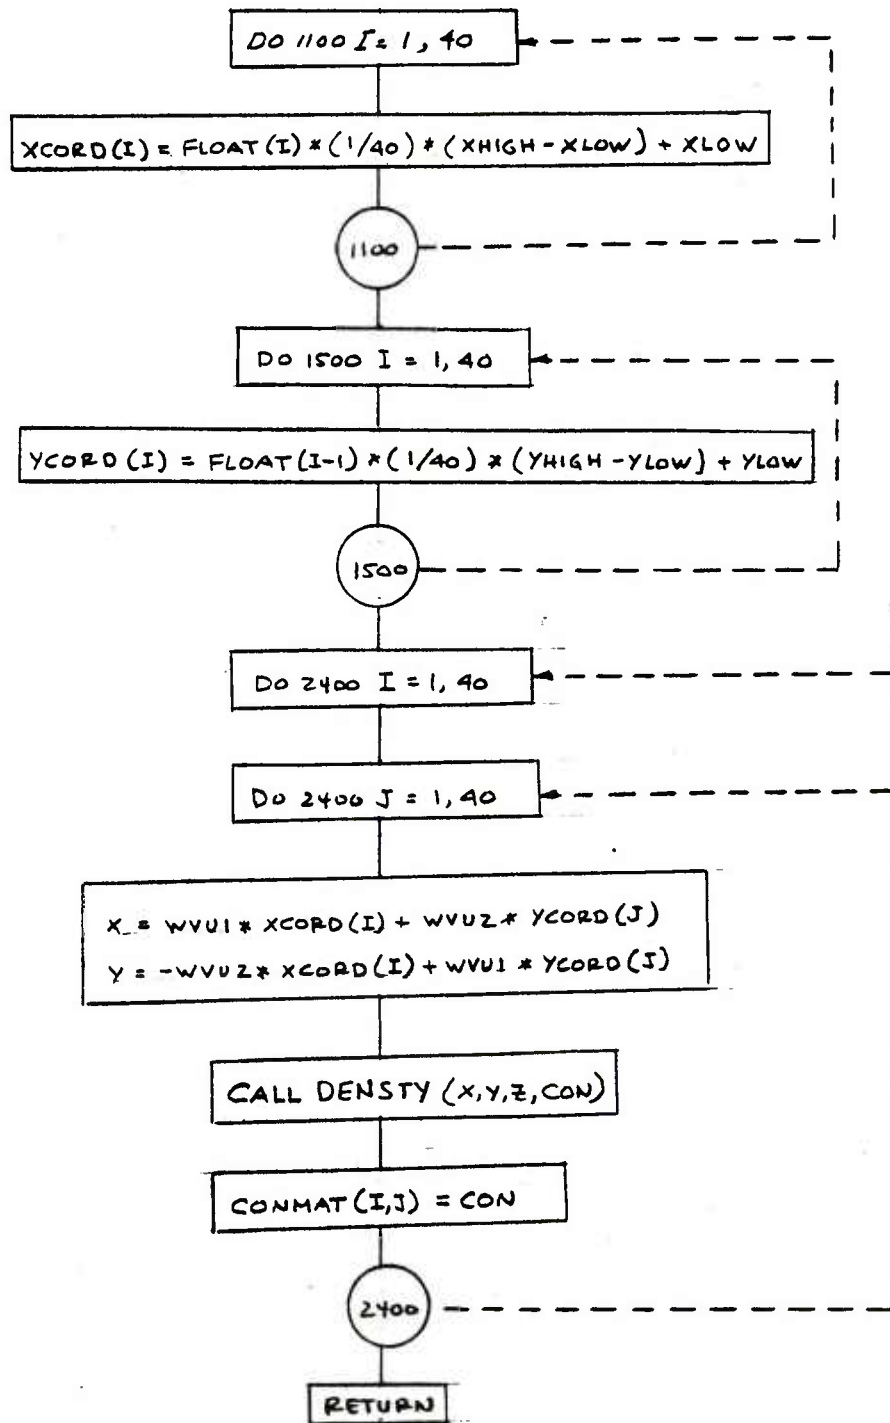 DO 1100 I = 1, 40
XCORD(I) = FLOAT(I) * (1/40) * (XHIGH - XLOW) + XLOW
1100
DO 1500 I = 1, 40
YCORD(I) = FLOAT(I-1) * (1/40) * (YHIGH - YLOW) + YLOW
1500
DO 2400 I = 1, 40
DO 2400 J = 1, 40
X = WVU1 * XCORD(I) + WVU2 * YCORD(J)
Y = -WVU2 * XCORD(I) + WVU1 * YCORD(J)
CALL DENSTY (X,Y,Z,CON)
CONMAT(I,J) = CON
2400
RETURN